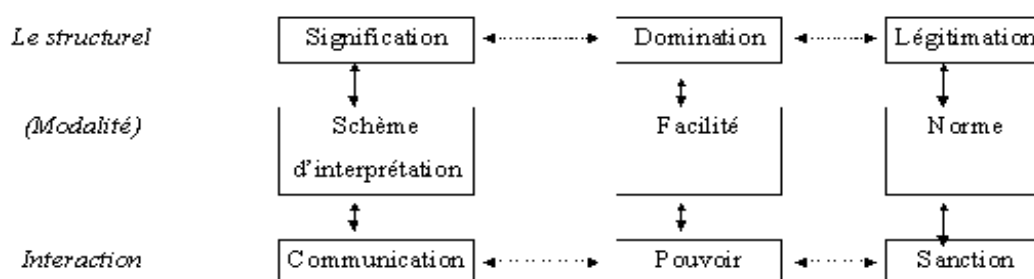 Le structurel Signification Domination Légitimation
(Modalité) Schème Facilité Norme
d'interprétation
Interaction Communication Pouvoir Sanction